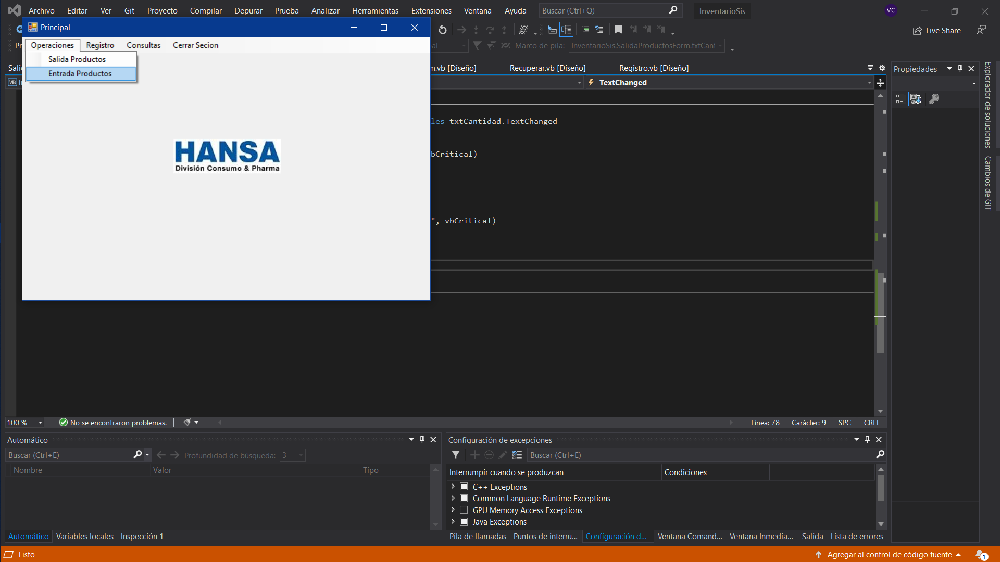 Archivo Editar Ver Git Proyecto Compilar Depurar Prueba Analizar Herramientas Extensiones Ventana Ayuda Buscar (Ctrl+Q) InventarioSis VC
Principal
Live Share
Operaciones Registro Consultas Cerrar Secion
Marco de pila: InventarioSis.SalidaProductosForm.txtCant
Salida Productos
Entrada Productos
m.vb [Diseño] Recuperar.vb [Diseño] Registro.vb [Diseño]
Propiedades
TextChanged
les txtCantidad.TextChanged
HANSA
División Consumo & Pharma
bCritical)
", vbCritical)
Explorador de soluciones
Cambios de GIT
100 % No se encontraron problemas. Línea: 78 Carácter: 9 SPC CRLF
Automático
Buscar (Ctrl+E) Profundidad de búsqueda: 3
Nombre Valor Tipo
Automático Variables locales Inspección 1
Configuración de excepciones
Buscar (Ctrl+E)
Interrumpir cuando se produzcan Condiciones
C++ Exceptions
Common Language Runtime Exceptions
GPU Memory Access Exceptions
Java Exceptions
Pila de llamadas Puntos de interru... Configuración d... Ventana Comand... Ventana Inmedia... Salida Lista de errores
Listo Agregar al control de código fuente 1